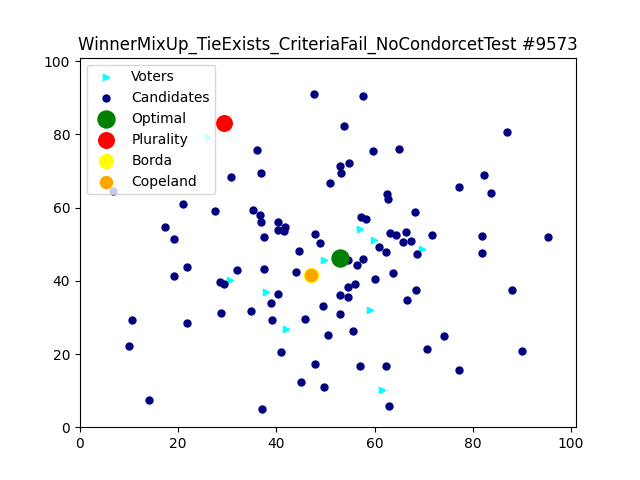 WinnerMixUp_TieExists_CriteriaFail_NoCondorcetTest #9573
Voters
Candidates
Optimal
Plurality
Borda
Copeland
100
80
60
40
20
0
0 20 40 60 80 100